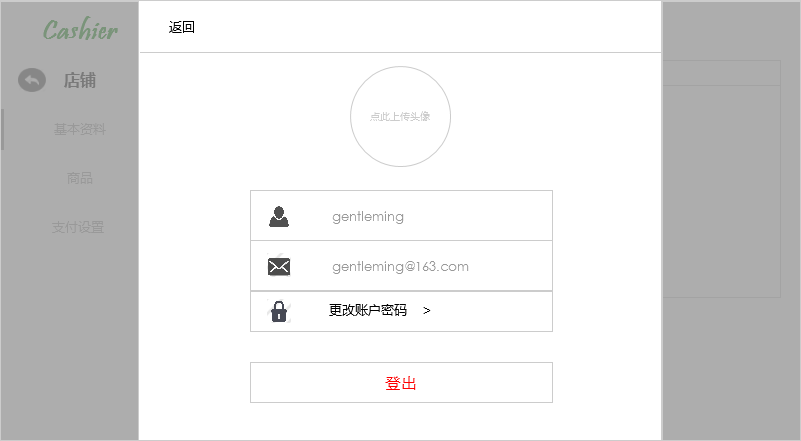 Cashier
店铺
基本资料
商品
支付设置
返回
点此上传头像
gentleming
gentleming@163.com
更改账户密码 >
登出